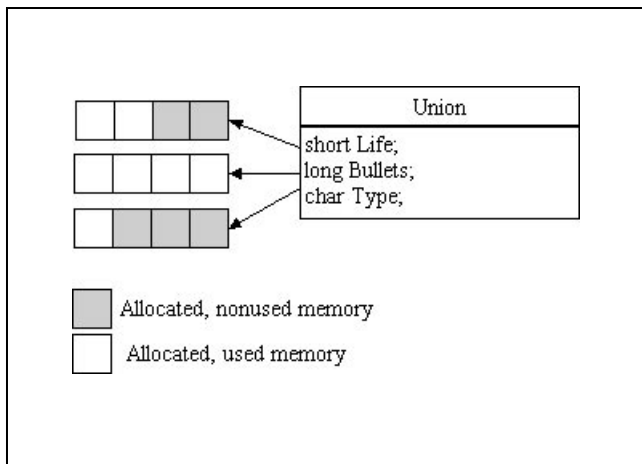 Union
short Life;
long Bullets;
char Type;
Allocated, nonused memory
Allocated, used memory